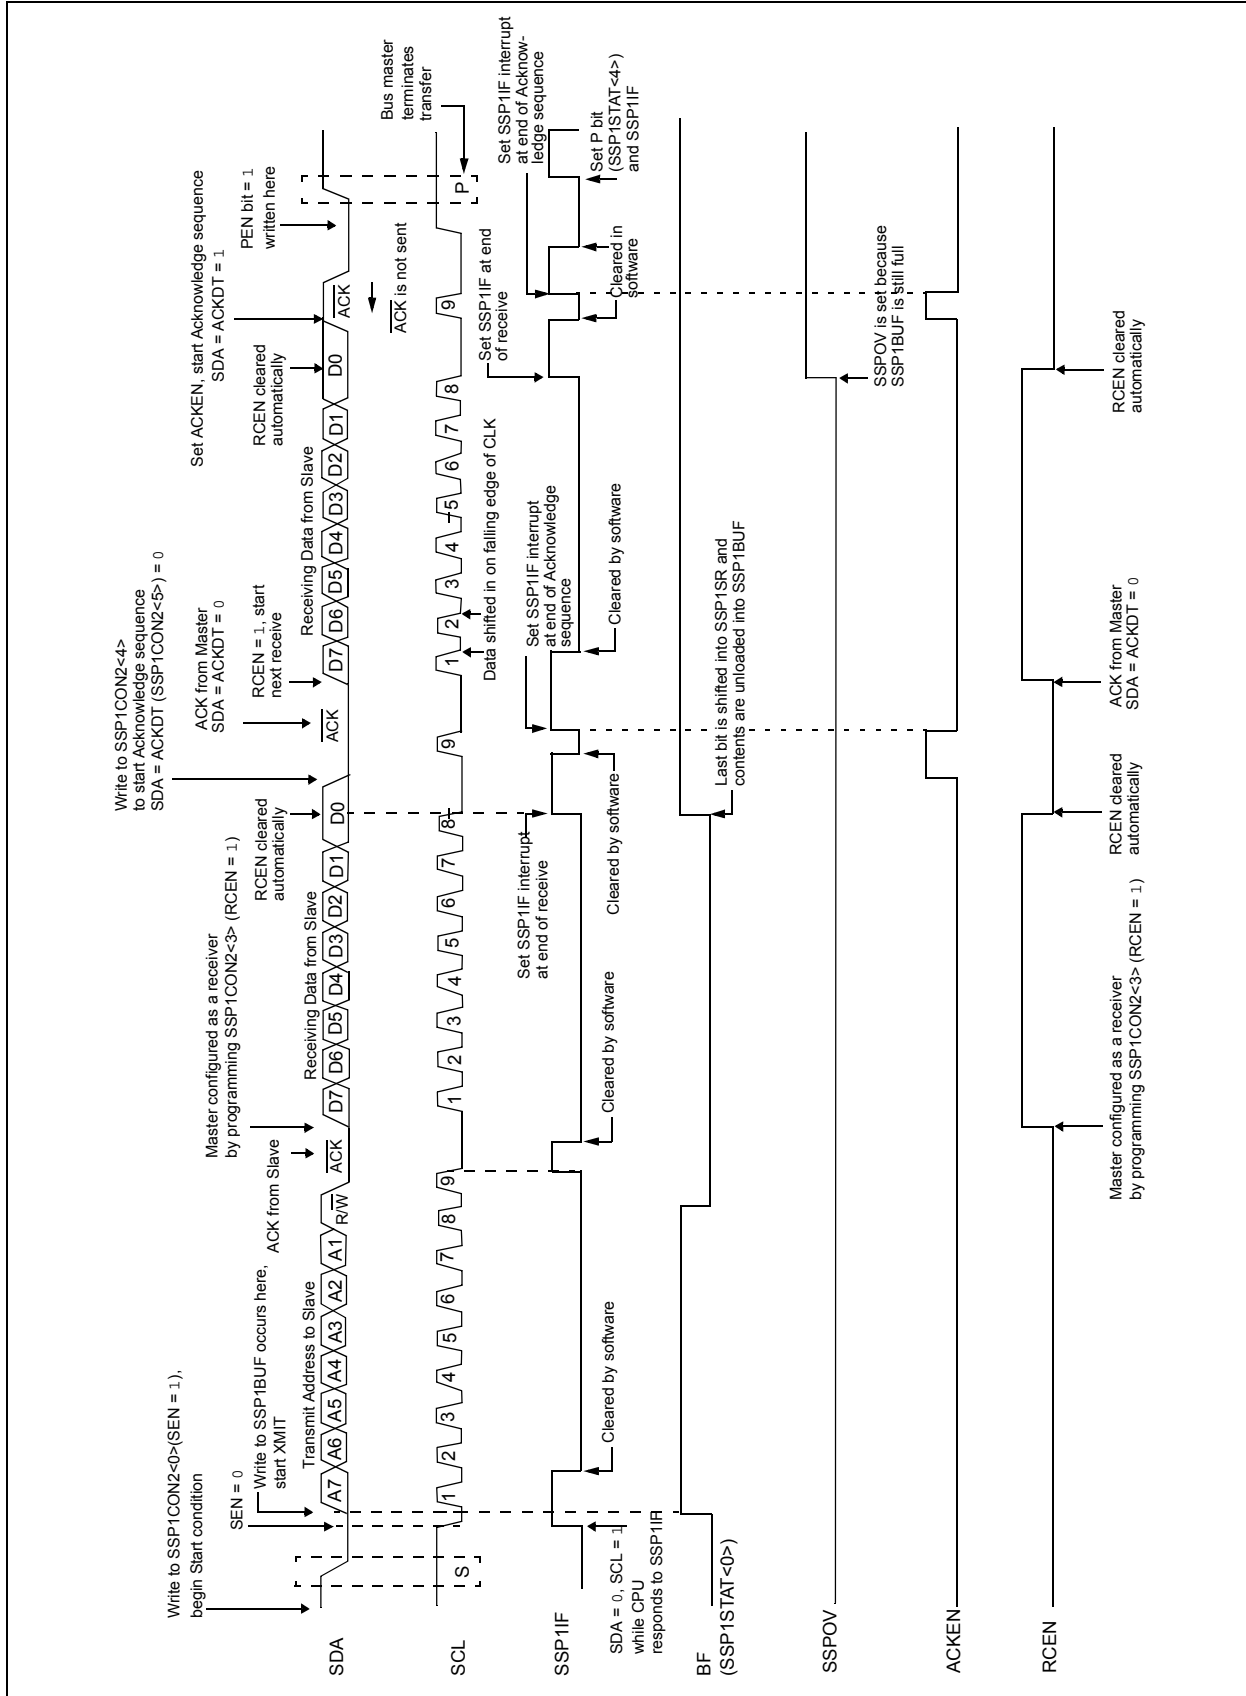 Write to SSP1CON2<0>(SEN = 1),
begin Start condition
SEN = 0
Write to SSP1BUF occurs here,
start XMIT
ACK from Slave
Master configured as a receiver
by programming SSP1CON2<3> (RCEN = 1)
RCEN cleared
automatically
Write to SSP1CON2<4>
to start Acknowledge sequence
SDA = ACKDT (SSP1CON2<5>) = 0
ACK from Master
SDA = ACKDT = 0
RCEN = 1, start
next receive
RCEN cleared
automatically
Set ACKEN, start Acknowledge sequence
SDA = ACKDT = 1
PEN bit = 1
written here
Transmit Address to Slave
Receiving Data from Slave
Receiving Data from Slave
SDA
A7 A6 A5 A4 A3 A2 A1 R/W ACK D7 D6 D5 D4 D3 D2 D1 D0 ACK D7 D6 D5 D4 D3 D2 D1 D0 ACK
ACK is not sent
Bus master
terminates
transfer
SCL
S 1 2 3 4 5 6 7 8 9 1 2 3 4 5 6 7 8 9 1 2 3 4 5 6 7 8 9 P
Data shifted in on falling edge of CLK
Set SSP1IF interrupt
at end of receive
Set SSP1IF interrupt
at end of Acknowledge
sequence
Set SSP1IF at end
of receive
Set SSP1IF interrupt
at end of Acknow-
ledge sequence
SSP1IF
SDA = 0, SCL = 1
while CPU
responds to SSP1IF
Cleared by software
Cleared by software
Cleared by software
Cleared by software
Cleared in
software
Set P bit
(SSP1STAT<4>)
and SSP1IF
BF
(SSP1STAT<0>)
Last bit is shifted into SSP1SR and
contents are unloaded into SSP1BUF
SSPOV
SSPOV is set because
SSP1BUF is still full
ACKEN
RCEN
Master configured as a receiver
by programming SSP1CON2<3> (RCEN = 1)
RCEN cleared
automatically
ACK from Master
SDA = ACKDT = 0
RCEN cleared
automatically